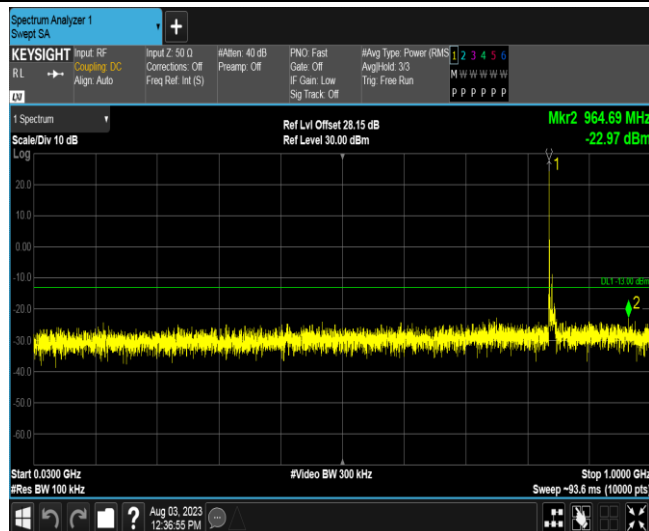 Spectrum Analyzer 1
Swept SA
+
KEYSIGHT
RL
LXI
Input: RF
Coupling: DC
Align: Auto
Input Z: 50 Ω
Corrections: Off
Freq Ref: Int (S)
#Atten: 40 dB
Preamp: Off
PNO: Fast
Gate: Off
IF Gain: Low
Sig Track: Off
#Avg Type: Power (RMS
Avg|Hold: 3/3
Trig: Free Run
1 2 3 4 5 6
M W W W W W
P P P P P P
1 Spectrum
Scale/Div 10 dB
Log
Ref Lvl Offset 28.15 dB
Ref Level 30.00 dBm
Mkr2 964.69 MHz
-22.97 dBm
1
20.0
10.0
0.00
-10.0
DL1 -13.00 dBm
2
-20.0
-30.0
-40.0
-50.0
-60.0
Start 0.0300 GHz
#Res BW 100 kHz
#Video BW 300 kHz
Stop 1.0000 GHz
Sweep ~93.6 ms (10000 pts)
?
Aug 03, 2023
12:36:55 PM